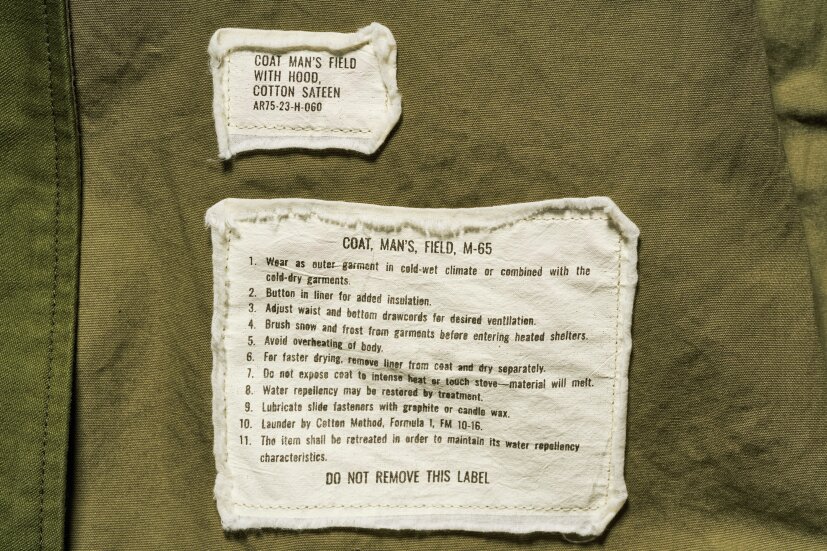 COAT MAN'S FIELD
WITH HOOD,
COTTON SATEEN
AR75-23-H-060
COAT, MAN'S, FIELD, M-65
1. Wear as outer garment in cold-wet climate or combined with the
cold-dry garments.
2. Button in liner for added insulation.
3. Adjust waist and bottom drawcords for desired ventilation.
4. Brush snow and frost from garments before entering heated shelters.
5. Avoid overheating of body.
6. For faster drying, remove liner from coat and dry separately.
7. Do not expose coat to intense heat or touch stove—material will melt.
8. Water repellency may be restored by treatment.
9. Lubricate slide fasteners with graphite or candle wax.
10. Launder by Cotton Method, Formula 1, FM 10-16.
11. The item shall be retreated in order to maintain its water repellency
characteristics.
DO NOT REMOVE THIS LABEL